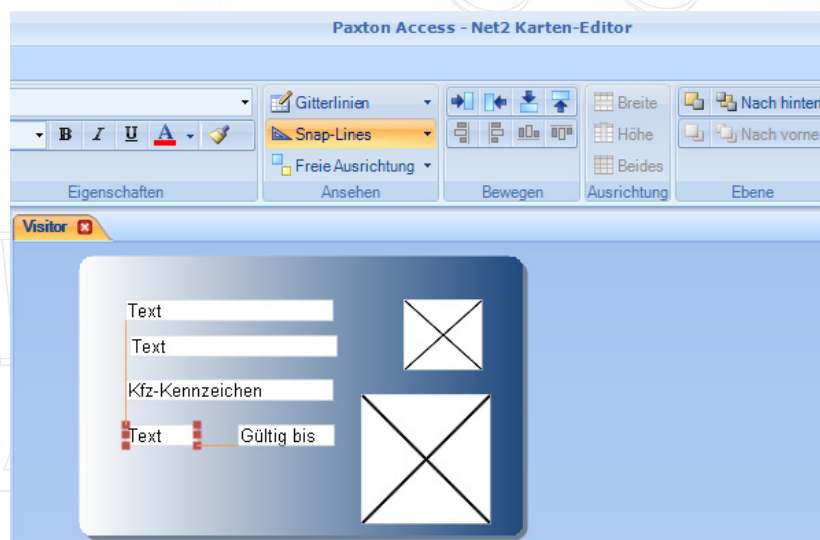 Paxton Access - Net2 Karten-Editor
Gitterlinien
Breite
Nach hinten
B I U A
Snap-Lines
Höhe
Nach vorne
Freie Ausrichtung
Beides
Eigenschaften
Ansehen
Bewegen
Ausrichtung
Ebene
Visitor
Text
Text
Kfz-Kennzeichen
Text
Gültig bis